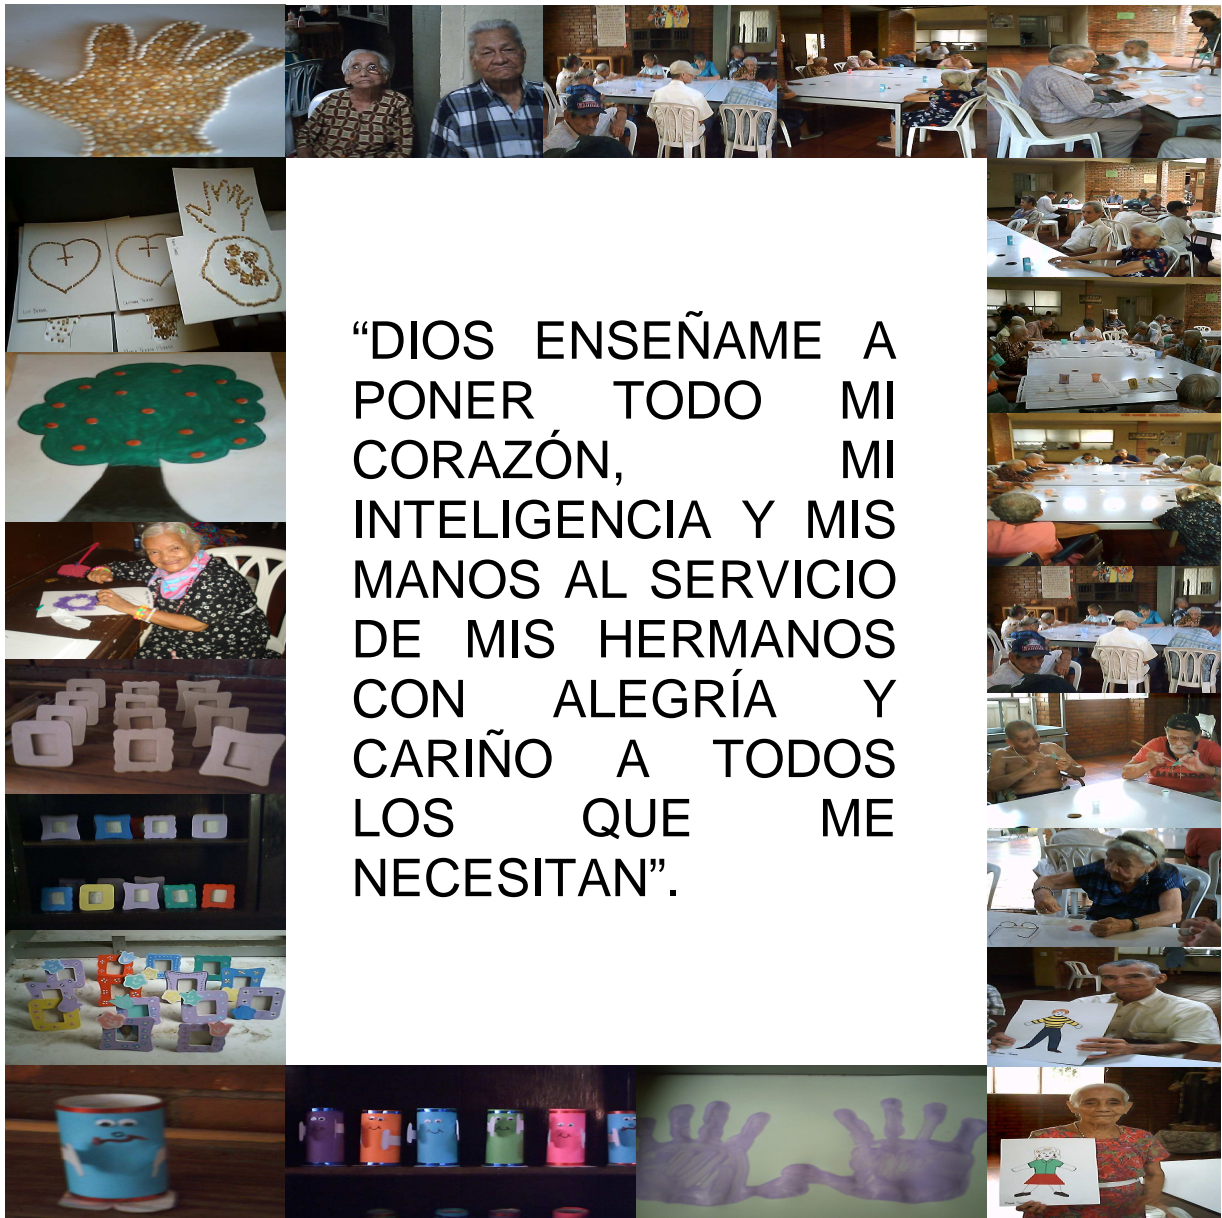 “DIOS ENSEÑAME A
PONER TODO MI
CORAZÓN, MI
INTELIGENCIA Y MIS
MANOS AL SERVICIO
DE MIS HERMANOS
CON ALEGRÍA Y
CARIÑO A TODOS
LOS QUE ME
NECESITAN”.